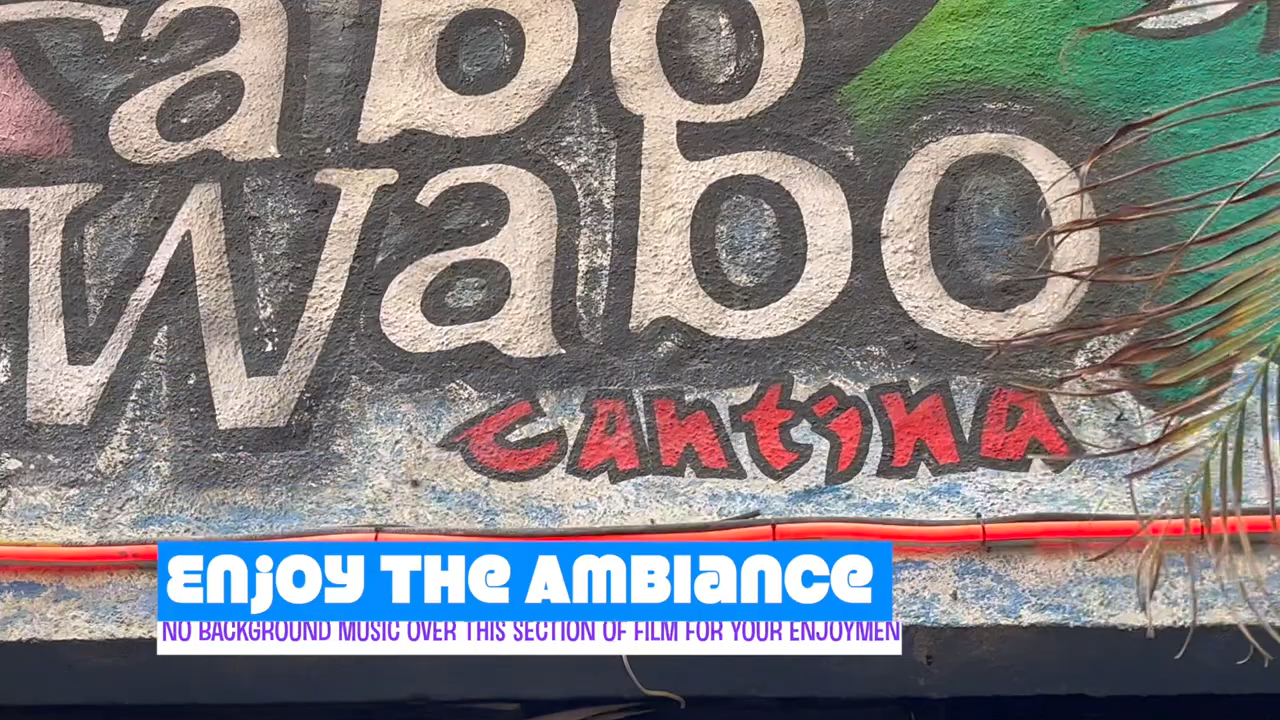 abo
Wabo
cantina
Enjoy The Ambiance
NO BACKGROUND MUSIC OVER THIS SECTION OF FILM FOR YOUR ENJOYMEN